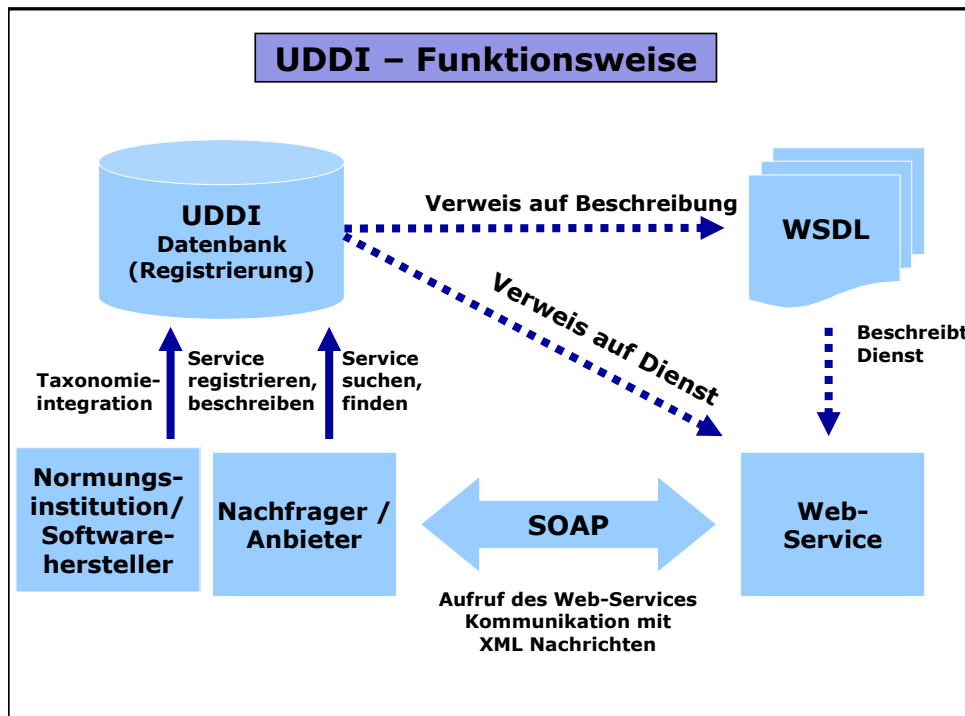 UDDI – Funktionsweise
UDDI
Datenbank
(Registrierung)
Verweis auf Beschreibung
WSDL
Verweis auf Dienst
Beschreibt
Dienst
Taxonomie-
integration
Service
registrieren,
beschreiben
Service
suchen,
finden
Normungs-
institution/
Software-
hersteller
Nachfrager /
Anbieter
SOAP
Web-
Service
Aufruf des Web-Services
Kommunikation mit
XML Nachrichten